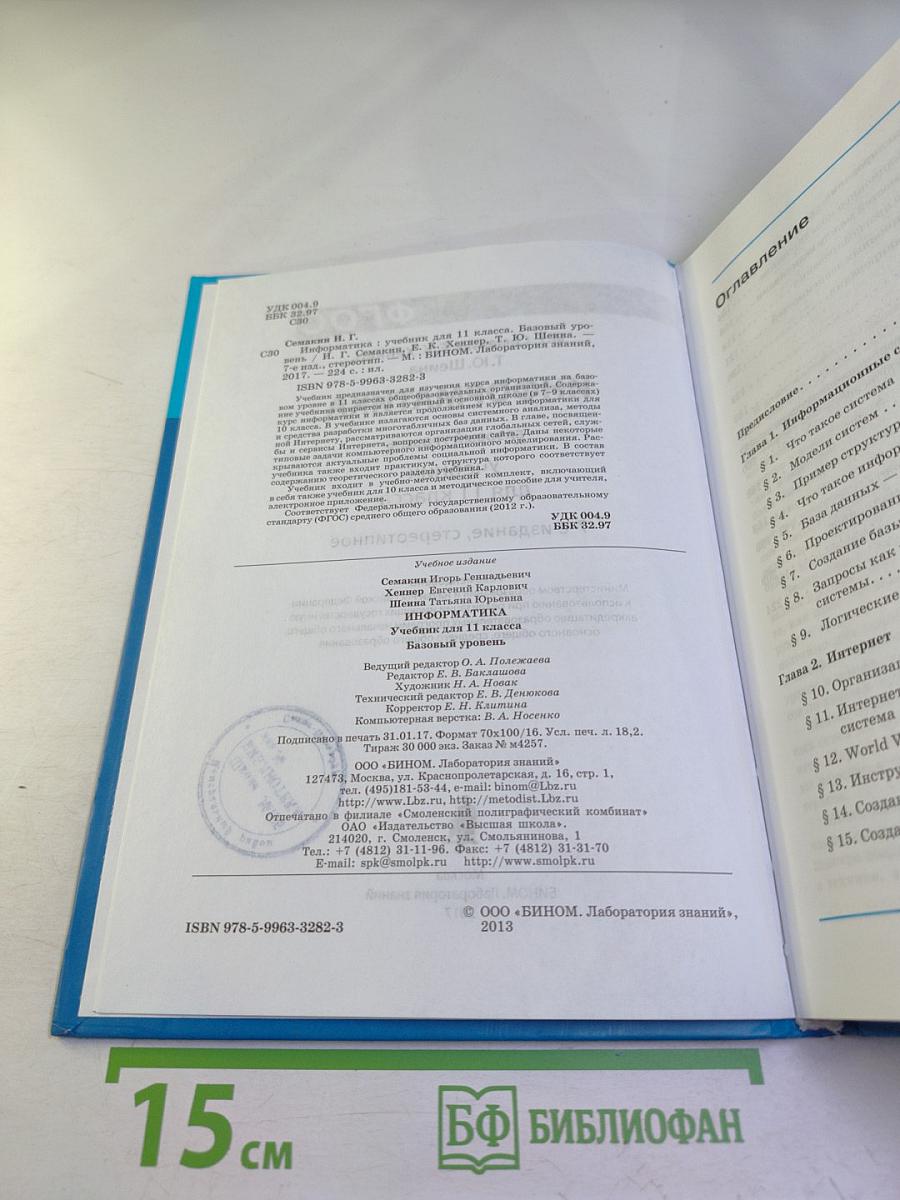 УДК 004.9
ББК 32.97
С30
Семакин И. Г.
С30 Информатика : учебник для 11 класса. Базовый уро-
вень / И. Г. Семакин, Е. К. Хеннер, Т. Ю. Шеина. —
7-е изд., стереотип. — М. : БИНОМ. Лаборатория знаний,
2017. — 224 с. : ил.
ISBN 978-5-9963-3282-3
Учебник предназначен для изучения курса информатики на базо-
вом уровне в 11 классах общеобразовательных организаций. Содержа-
ние учебника опирается на изученный в основной школе (в 7–9 классах)
курс информатики и является продолжением курса информатики для
10 класса. В учебнике излагаются основы системного анализа, методы
и средства разработки многотабличных баз данных. В главе, посвящен-
ной Интернету, рассматриваются организация глобальных сетей, служ-
бы и сервисы Интернета, вопросы построения сайта. Даны некоторые
типовые задачи компьютерного информационного моделирования. Рас-
крываются актуальные проблемы социальной информатики. В состав
учебника также входит практикум, структура которого соответствует
содержанию теоретического раздела учебника.
Учебник входит в учебно-методический комплект, включающий
в себя также учебник для 10 класса и методическое пособие для учителя,
электронное приложение.
Соответствует Федеральному государственному образовательному
стандарту (ФГОС) среднего общего образования (2012 г.).
УДК 004.9
ББК 32.97
Учебное издание
Семакин Игорь Геннадьевич
Хеннер Евгений Карлович
Шеина Татьяна Юрьевна
ИНФОРМАТИКА
Учебник для 11 класса
Базовый уровень
Ведущий редактор О. А. Полежаева
Редактор Е. В. Баклашова
Художник Н. А. Новак
Технический редактор Е. В. Денюкова
Корректор Е. Н. Клитина
Компьютерная верстка: В. А. Носенко
Подписано в печать 31.01.17. Формат 70х100/16. Усл. печ. л. 18,2.
Тираж 30 000 экз. Заказ № м4257.
ООО «БИНОМ. Лаборатория знаний»
127473, Москва, ул. Краснопролетарская, д. 16, стр. 1,
тел. (495)181-53-44, e-mail: binom@Lbz.ru
http://www.Lbz.ru, http://metodist.Lbz.ru
Отпечатано в филиале «Смоленский полиграфический комбинат»
ОАО «Издательство «Высшая школа».
214020, г. Смоленск, ул. Смольянинова, 1
Тел.: +7 (4812) 31-11-96. Факс: +7 (4812) 31-31-70
E-mail: spk@smolpk.ru http://www.smolpk.ru
ISBN 978-5-9963-3282-3
© ООО «БИНОМ. Лаборатория знаний»,
2013
Оглавление
Предисловие. . . . . . . . . . .
Глава 1. Информационные с
§ 1. Что такое система
§ 2. Модели систем . .
§ 3. Пример структур
§ 4. Что такое инфор
§ 5. База данных —
§ 6. Проектировани
§ 7. Создание базы
§ 8. Запросы как
системы. . . .
§ 9. Логические
Глава 2. Интернет
§ 10. Организа
§ 11. Интернет
система
§ 12. World W
§ 13. Инстру
§ 14. Создан
§ 15. Созда
15 см
БФ БИБЛИОФАН